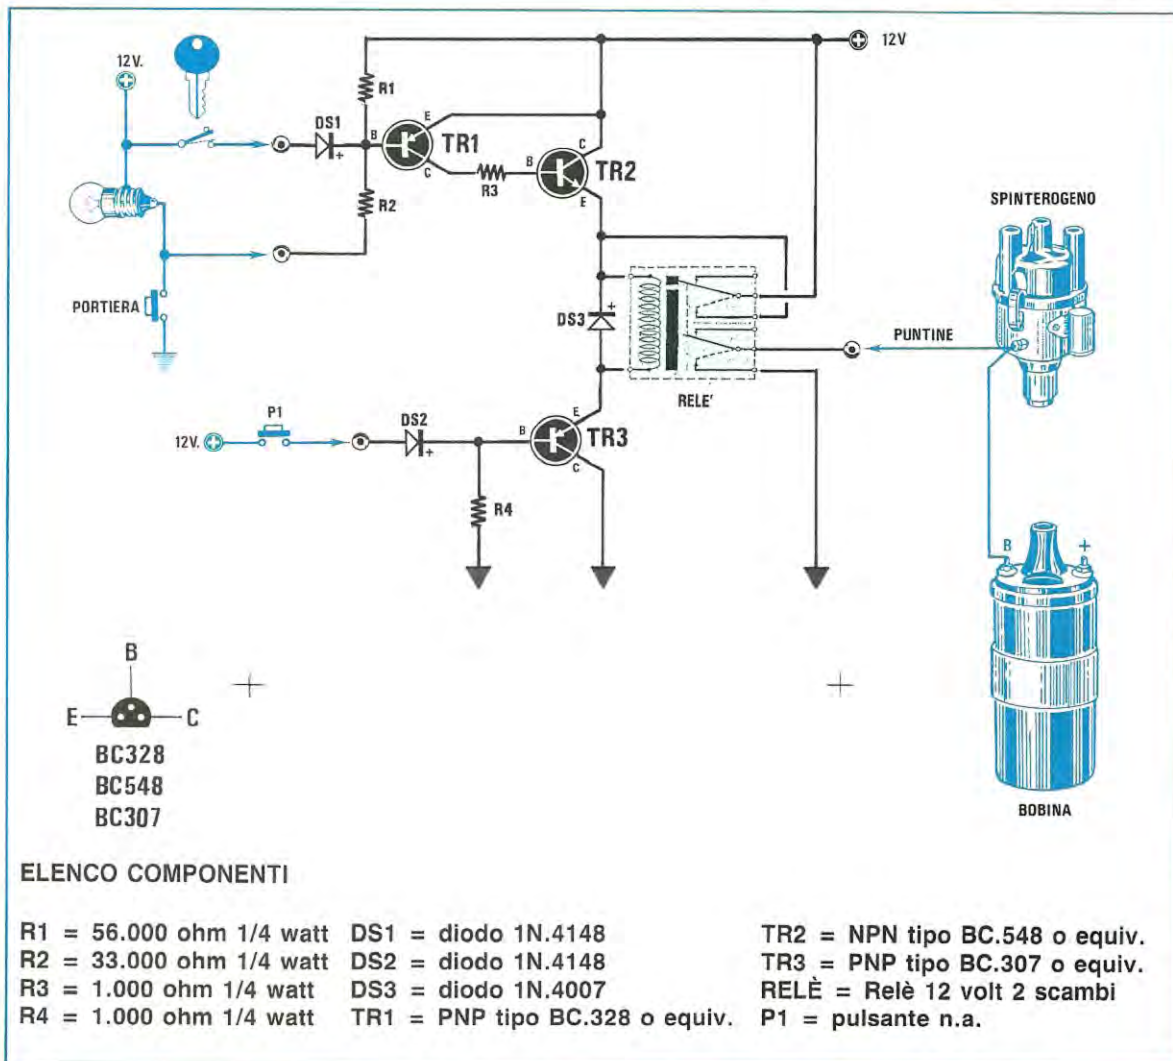 12V.
12V
DS1
R1
B
E
C
TR1
R3
B
C
E
TR2
R2
+
PORTIERA
DS3
+
RELE'
PUNTINE
SPINTEROGENO
12V.
P1
DS2
+
B
E
C
TR3
R4
B
+
BOBINA
B
E
C
BC328
BC548
BC307
ELENCO COMPONENTI
R1 = 56.000 ohm 1/4 watt
R2 = 33.000 ohm 1/4 watt
R3 = 1.000 ohm 1/4 watt
R4 = 1.000 ohm 1/4 watt
DS1 = diodo 1N.4148
DS2 = diodo 1N.4148
DS3 = diodo 1N.4007
TR1 = PNP tipo BC.328 o equiv.
TR2 = NPN tipo BC.548 o equiv.
TR3 = PNP tipo BC.307 o equiv.
RELÈ = Relè 12 volt 2 scambi
P1 = pulsante n.a.